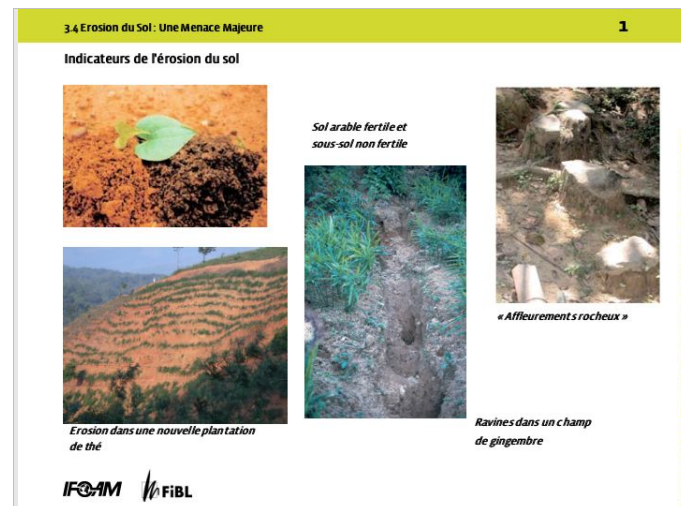 3.4 Erosion du Sol : Une Menace Majeure
1
Indicateurs de l'érosion du sol
Sol arable fertile et
sous-sol non fertile
« Affleurements rocheux »
Erosion dans une nouvelle plantation
de thé
Ravines dans un champ
de gingembre
IFOAM
FiBL